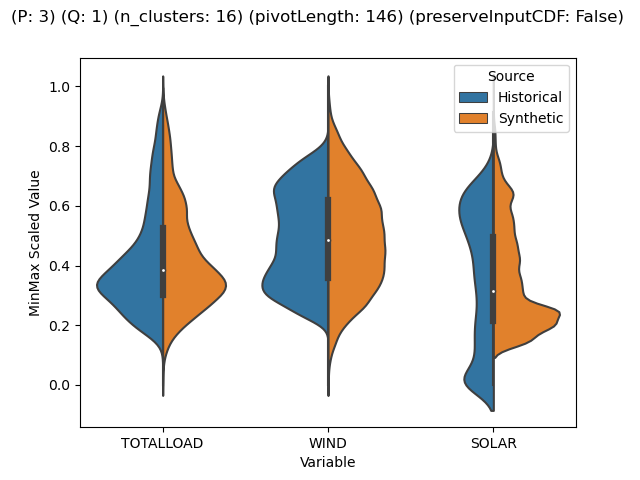 (P: 3) (Q: 1) (n_clusters: 16) (pivotLength: 146) (preserveInputCDF: False)
Source
Historical
Synthetic
1.0
0.8
0.6
0.4
0.2
0.0
MinMax Scaled Value
TOTALLOAD WIND SOLAR
Variable